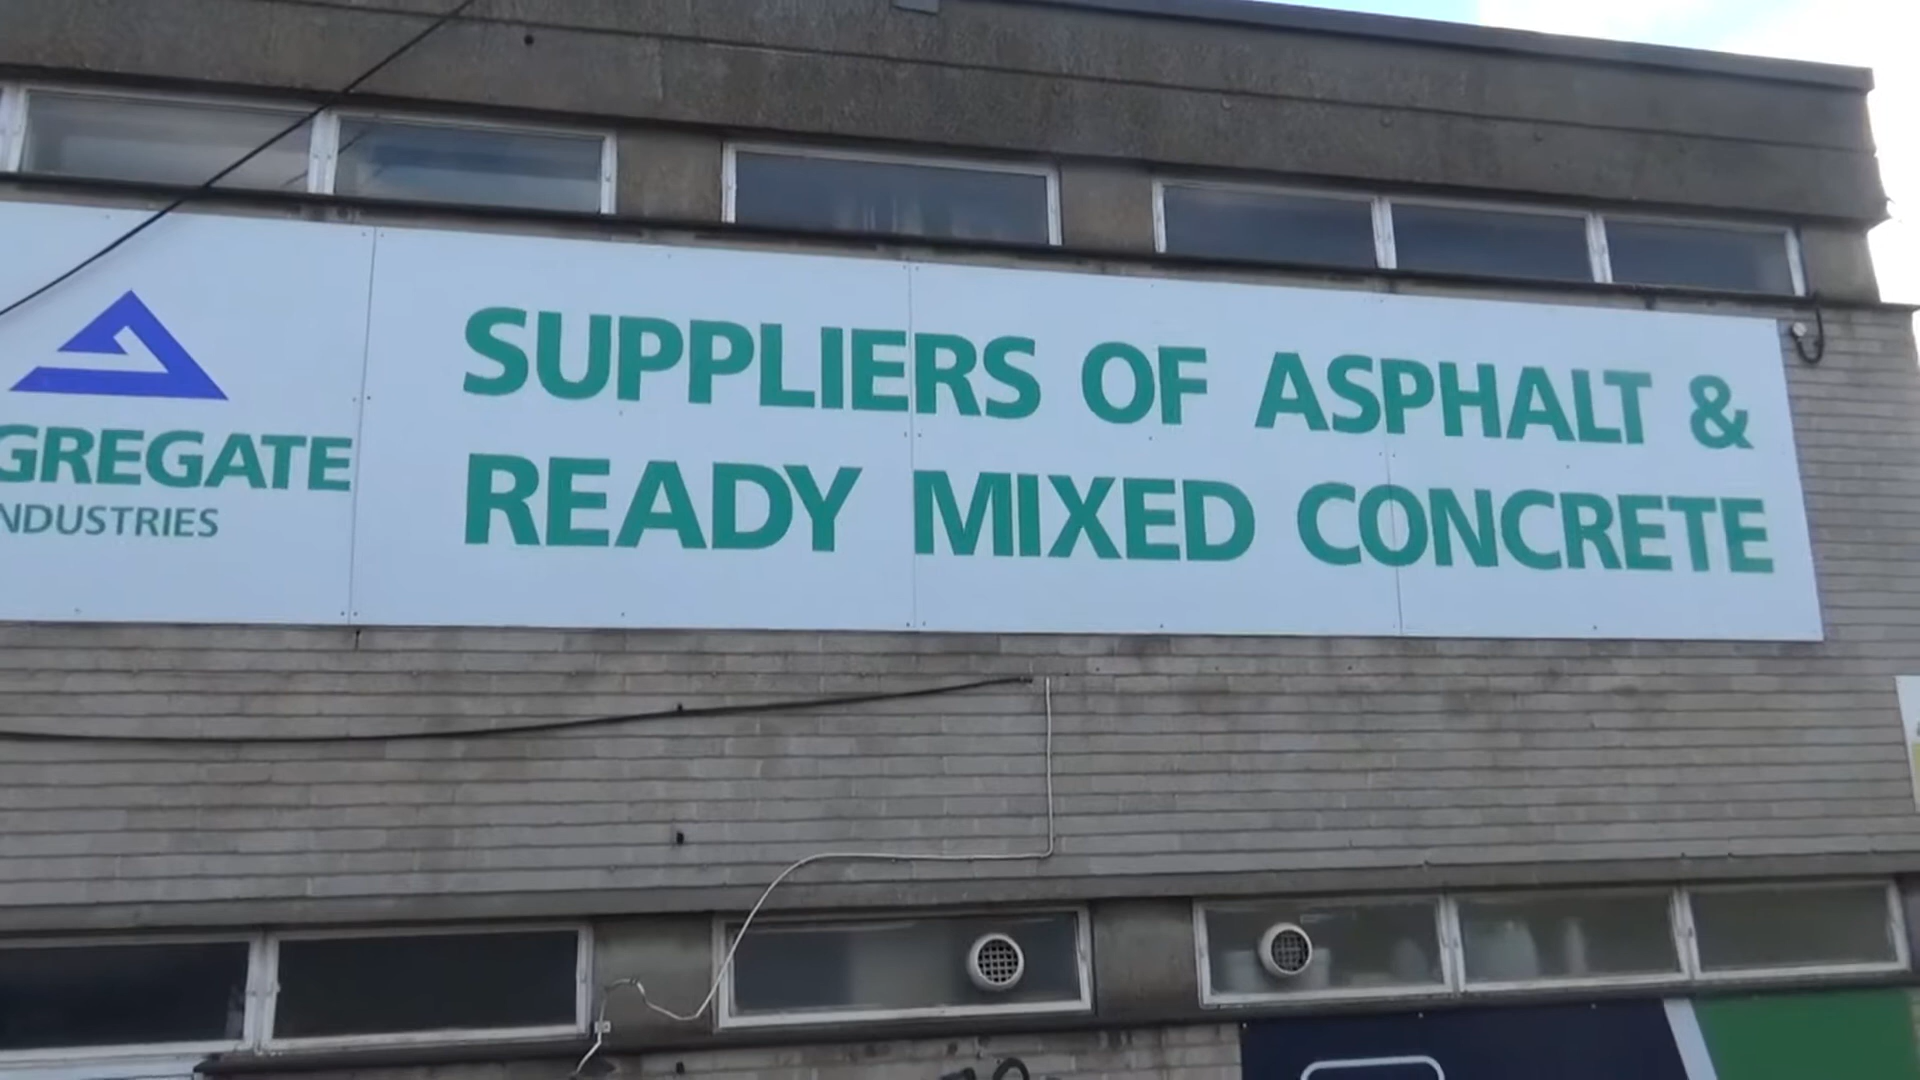 GREGATE
NDUSTRIES
SUPPLIERS OF ASPHALT &
READY MIXED CONCRETE